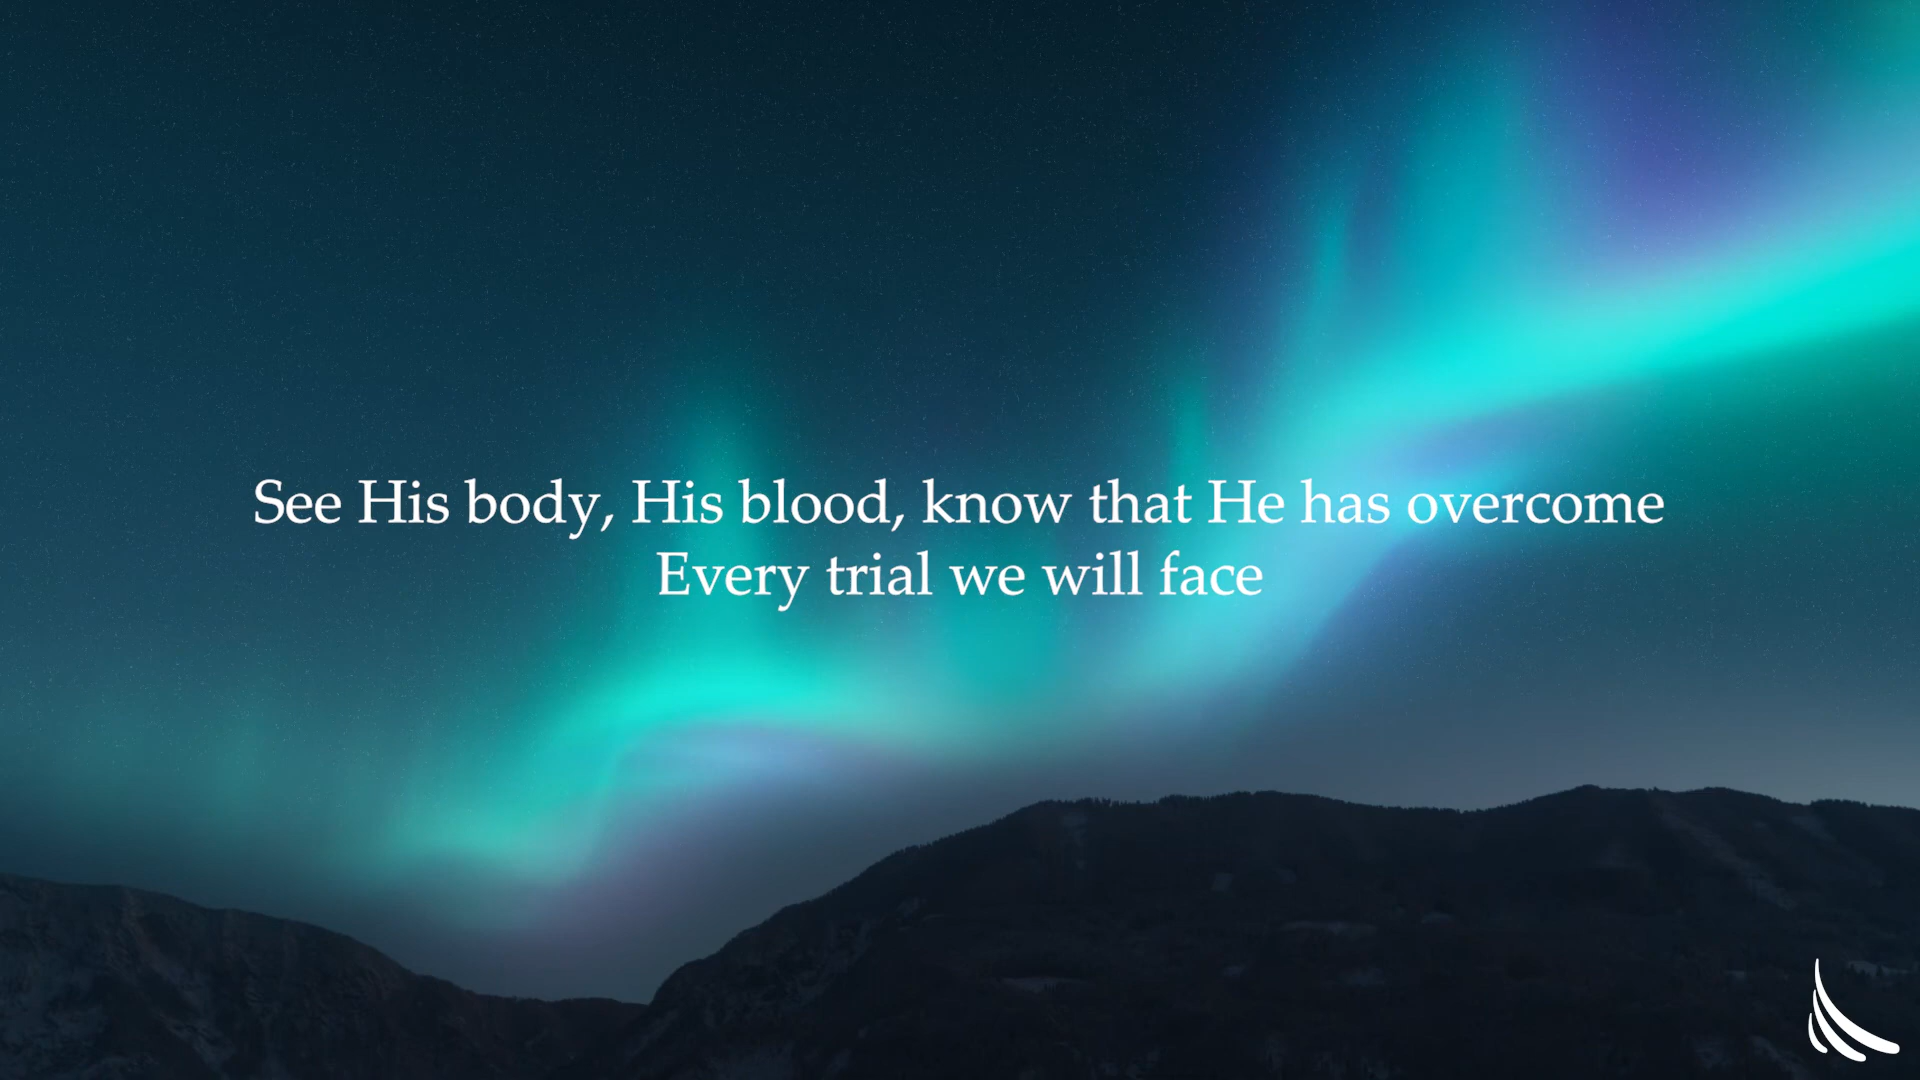 See His body, His blood, know that He has overcome
Every trial we will face